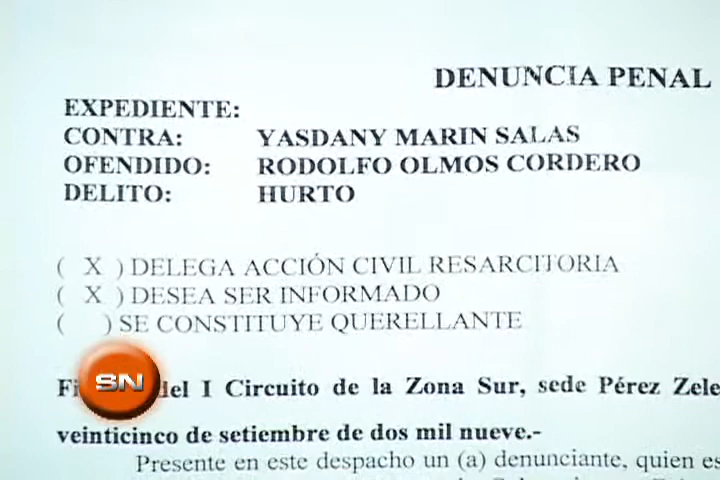 DENUNCIA PENAL
EXPEDIENTE:
CONTRA: YASDANY MARIN SALAS
OFENDIDO: RODOLFO OLMOS CORDERO
DELITO: HURTO
( X ) DELEGA ACCIÓN CIVIL RESARCITORIA
( X ) DESEA SER INFORMADO
( ) SE CONSTITUYE QUERELLANTE
SN
del I Circuito de la Zona Sur, sede Pérez Zele
veinticinco de setiembre de dos mil nueve.-
Presente en este despacho un (a) denunciante, quien es